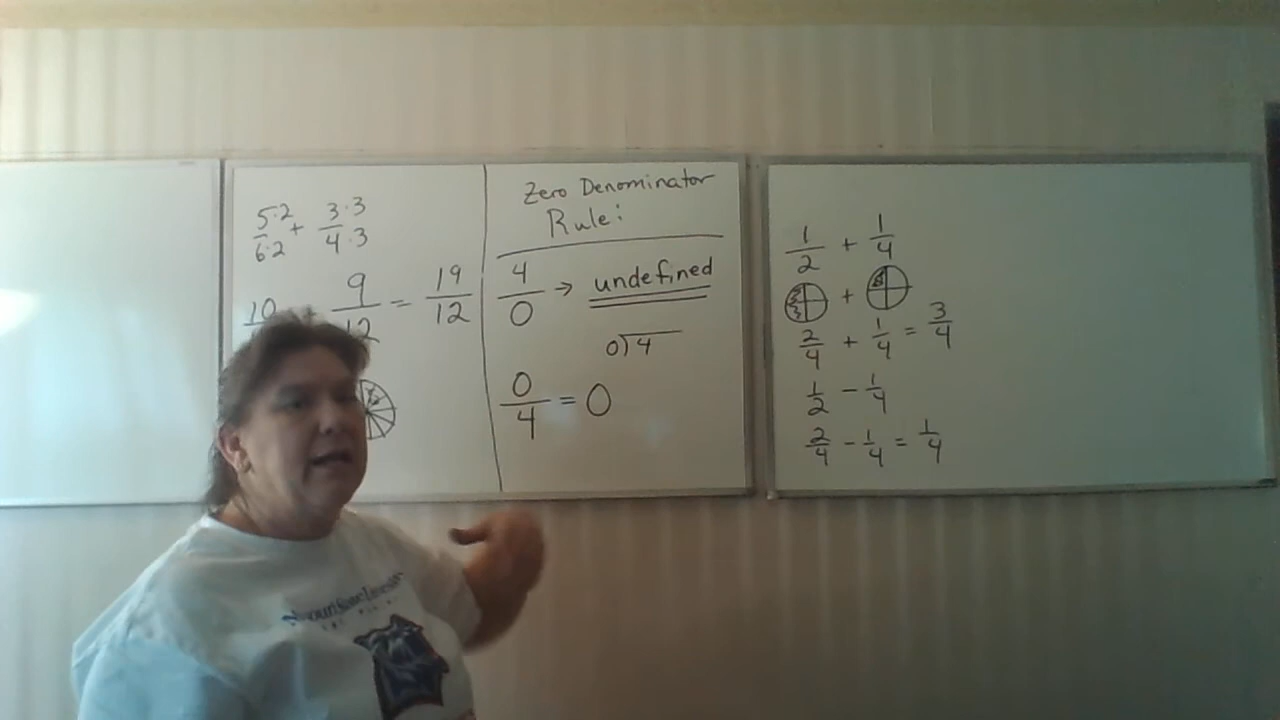 5·2/6·2 + 3·3/4·3
10 + 9/12 = 19/12
Zero Denominator
Rule:
4/0 → undefined
0)4
0/4 = 0
1/2 + 1/4
+
2/4 + 1/4 = 3/4
1/2 - 1/4
2/4 - 1/4 = 1/4